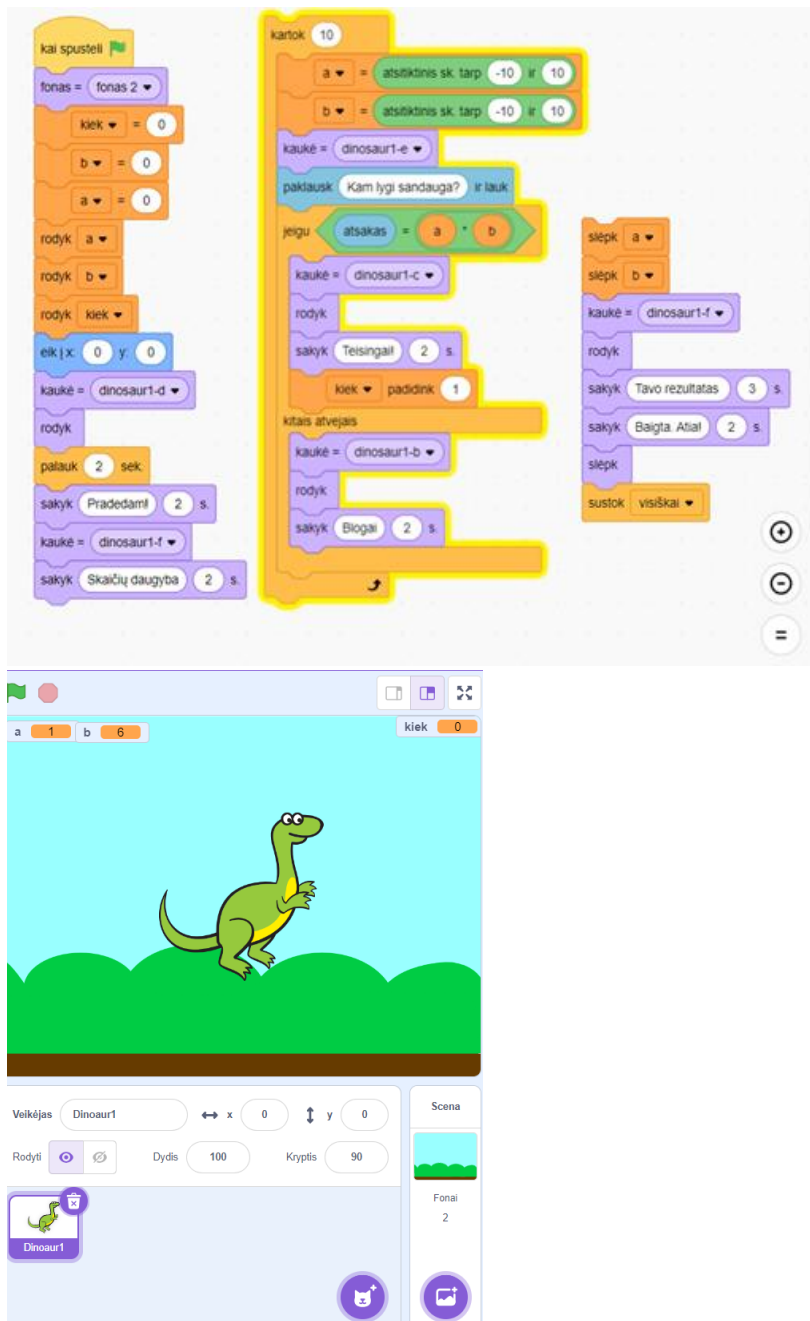 kai spusteli
fonas = fonas 2
kiek = 0
b = 0
a = 0
rodyk a
rodyk b
rodyk kiek
eik į x: 0 y: 0
kaukė = dinosaur1-d
rodyk
palauk 2 sek.
sakyk Pradedam! 2 s.
kaukė = dinosaur1-f
sakyk Skaičių daugyba 2 s.
kartok 10
a = atsitiktinis sk. tarp -10 ir 10
b = atsitiktinis sk. tarp -10 ir 10
kaukė = dinosaur1-e
paklausk Kam lygi sandauga? ir lauk
jeigu atsakas = a * b
kaukė = dinosaur1-c
rodyk
sakyk Teisingai! 2 s.
kiek padidink 1
kitais atvejais
kaukė = dinosaur1-b
rodyk
sakyk Blogai 2 s.
slėpk a
slėpk b
kaukė = dinosaur1-f
rodyk
sakyk Tavo rezultatas 3 s.
sakyk Baigta. Atia! 2 s.
slėpk
sustok visiškai
a 1 b 6 kiek 0
Veikėjas Dinoaur1 x 0 y 0
Rodyti Dydis 100 Kryptis 90
Dinoaur1
Scena
Fonai
2